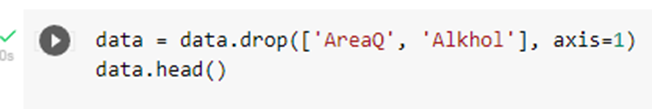 0s
data = data.drop(['AreaQ', 'Alkhol'], axis=1)
data.head()